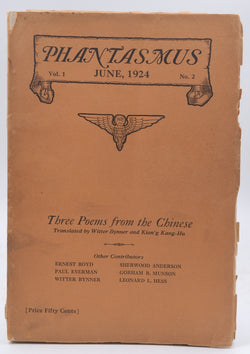 PHANTASMUS
Vol. 1 JUNE, 1924 No. 2
Three Poems from the Chinese
Translated by Witter Bynner and Kian'g Kang-Hu
Other Contributors
ERNEST BOYD SHERWOOD ANDERSON
PAUL EVERMAN GORHAM B. MUNSON
WITTER BYNNER LEONARD L. HESS
[Price Fifty Cents]